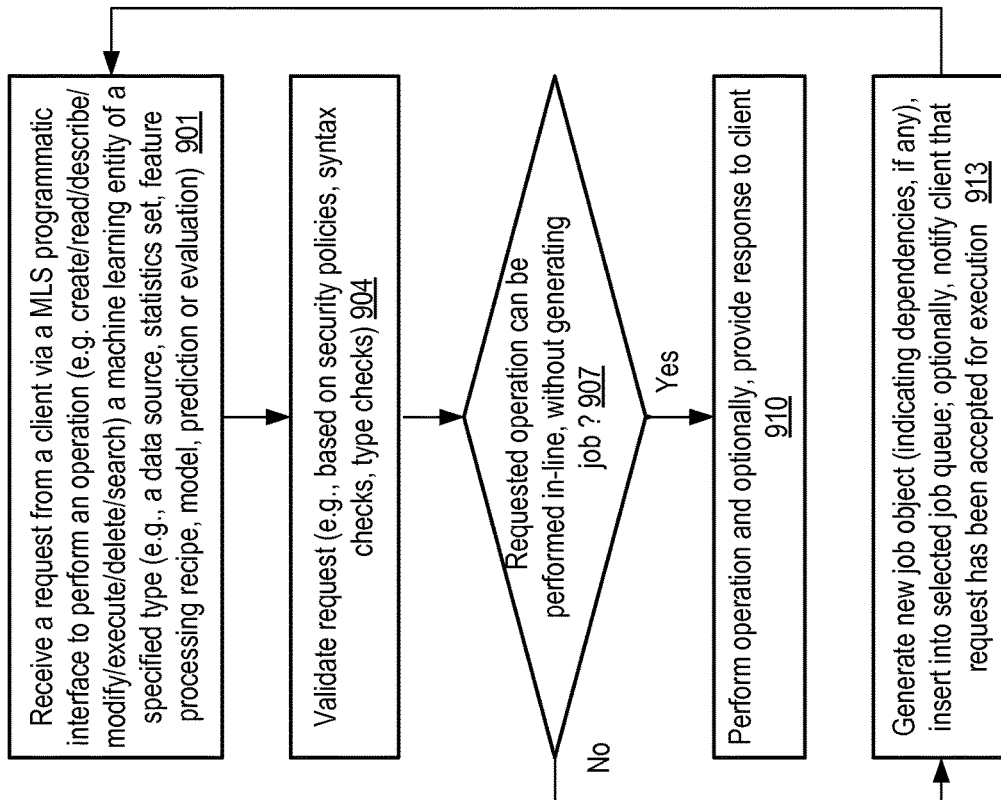 Receive a request from a client via a MLS programmatic
interface to perform an operation (e.g. create/read/describe/
modify/execute/delete/search) a machine learning entity of a
specified type (e.g., a data source, statistics set, feature
processing recipe, model, prediction or evaluation) 901
Validate request (e.g., based on security policies, syntax
checks, type checks) 904
Requested operation can be
performed in-line, without generating
job ? 907
Yes
No
Perform operation and optionally, provide response to client
910
Generate new job object (indicating dependencies, if any),
insert into selected job queue; optionally, notify client that
request has been accepted for execution 913